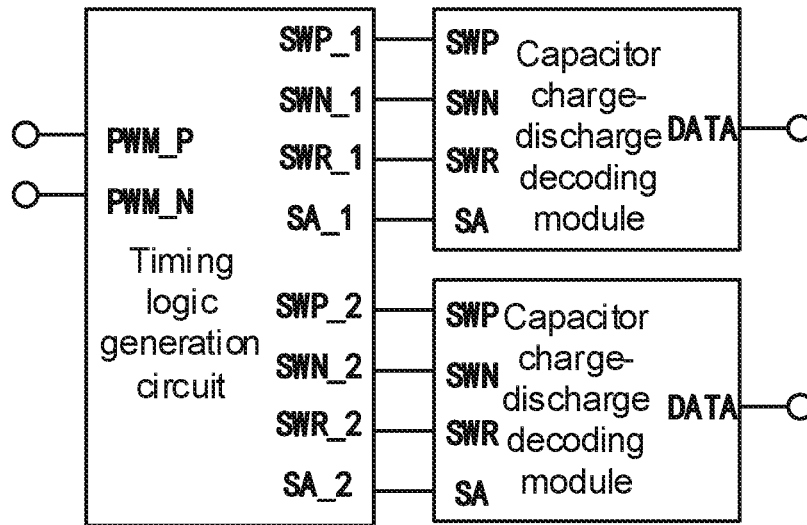 PWM_P
PWM_N
Timing
logic
generation
circuit
SWP_1
SWN_1
SWR_1
SA_1
SWP_2
SWN_2
SWR_2
SA_2
SWP
SWN
SWR
SA
Capacitor
charge-
discharge
decoding
module
DATA
SWP
SWN
SWR
SA
Capacitor
charge-
discharge
decoding
module
DATA